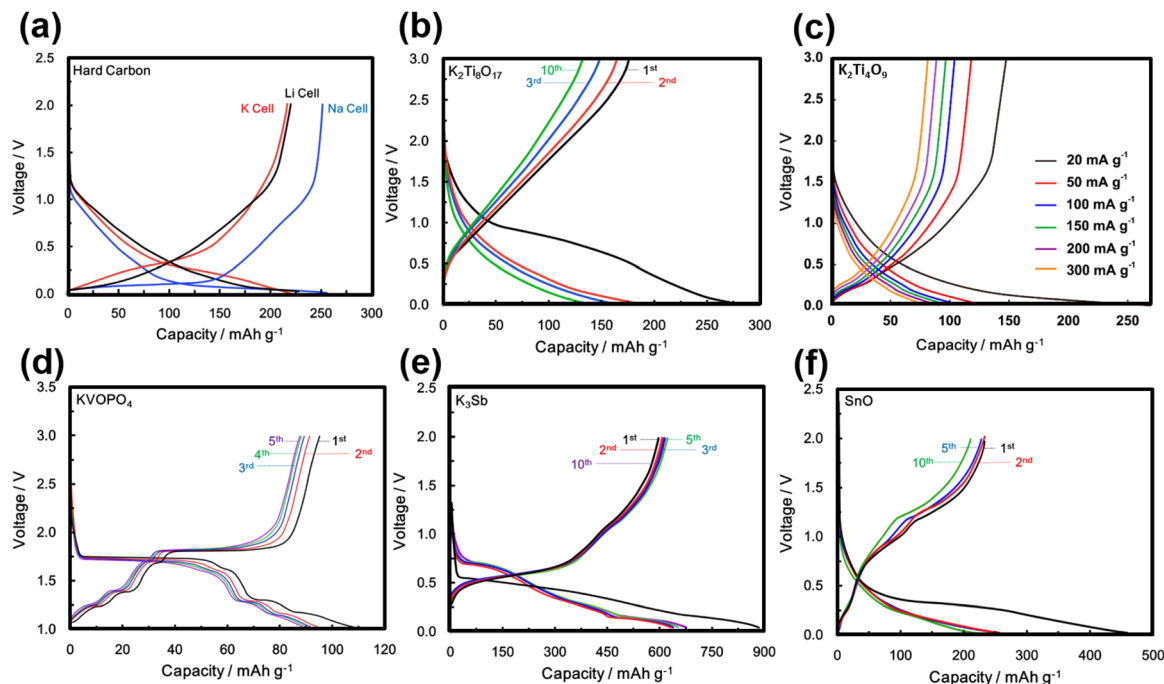 (a)
2.5
2.0
1.5
1.0
0.5
0.0
Voltage / V
Hard Carbon
K Cell
Li Cell
Na Cell
0 50 100 150 200 250 300
Capacity / mAh g⁻¹
(b)
3.0
2.5
2.0
1.5
1.0
0.5
0.0
Voltage / V
K₂Ti₈O₁₇
10ᵗʰ
1ˢᵗ
3ʳᵈ
2ⁿᵈ
0 50 100 150 200 250 300
Capacity / mAh g⁻¹
(c)
3.0
2.5
2.0
1.5
1.0
0.5
0.0
Voltage / V
K₂Ti₄O₉
20 mA g⁻¹
50 mA g⁻¹
100 mA g⁻¹
150 mA g⁻¹
200 mA g⁻¹
300 mA g⁻¹
0 50 100 150 200 250
Capacity / mAh g⁻¹
(d)
3.5
3.0
2.5
2.0
1.5
1.0
Voltage / V
KVOPO₄
5ᵗʰ
1ˢᵗ
4ᵗʰ
2ⁿᵈ
3ʳᵈ
0 20 40 60 80 100 120
Capacity / mAh g⁻¹
(e)
2.5
2.0
1.5
1.0
0.5
0.0
Voltage / V
K₃Sb
1ˢᵗ
5ᵗʰ
2ⁿᵈ
3ʳᵈ
10ᵗʰ
0 150 300 450 600 750 900
Capacity / mAh g⁻¹
(f)
2.5
2.0
1.5
1.0
0.5
0.0
Voltage / V
SnO
5ᵗʰ
1ˢᵗ
10ᵗʰ
2ⁿᵈ
0 50 100 200 300 400 500
Capacity / mAh g⁻¹